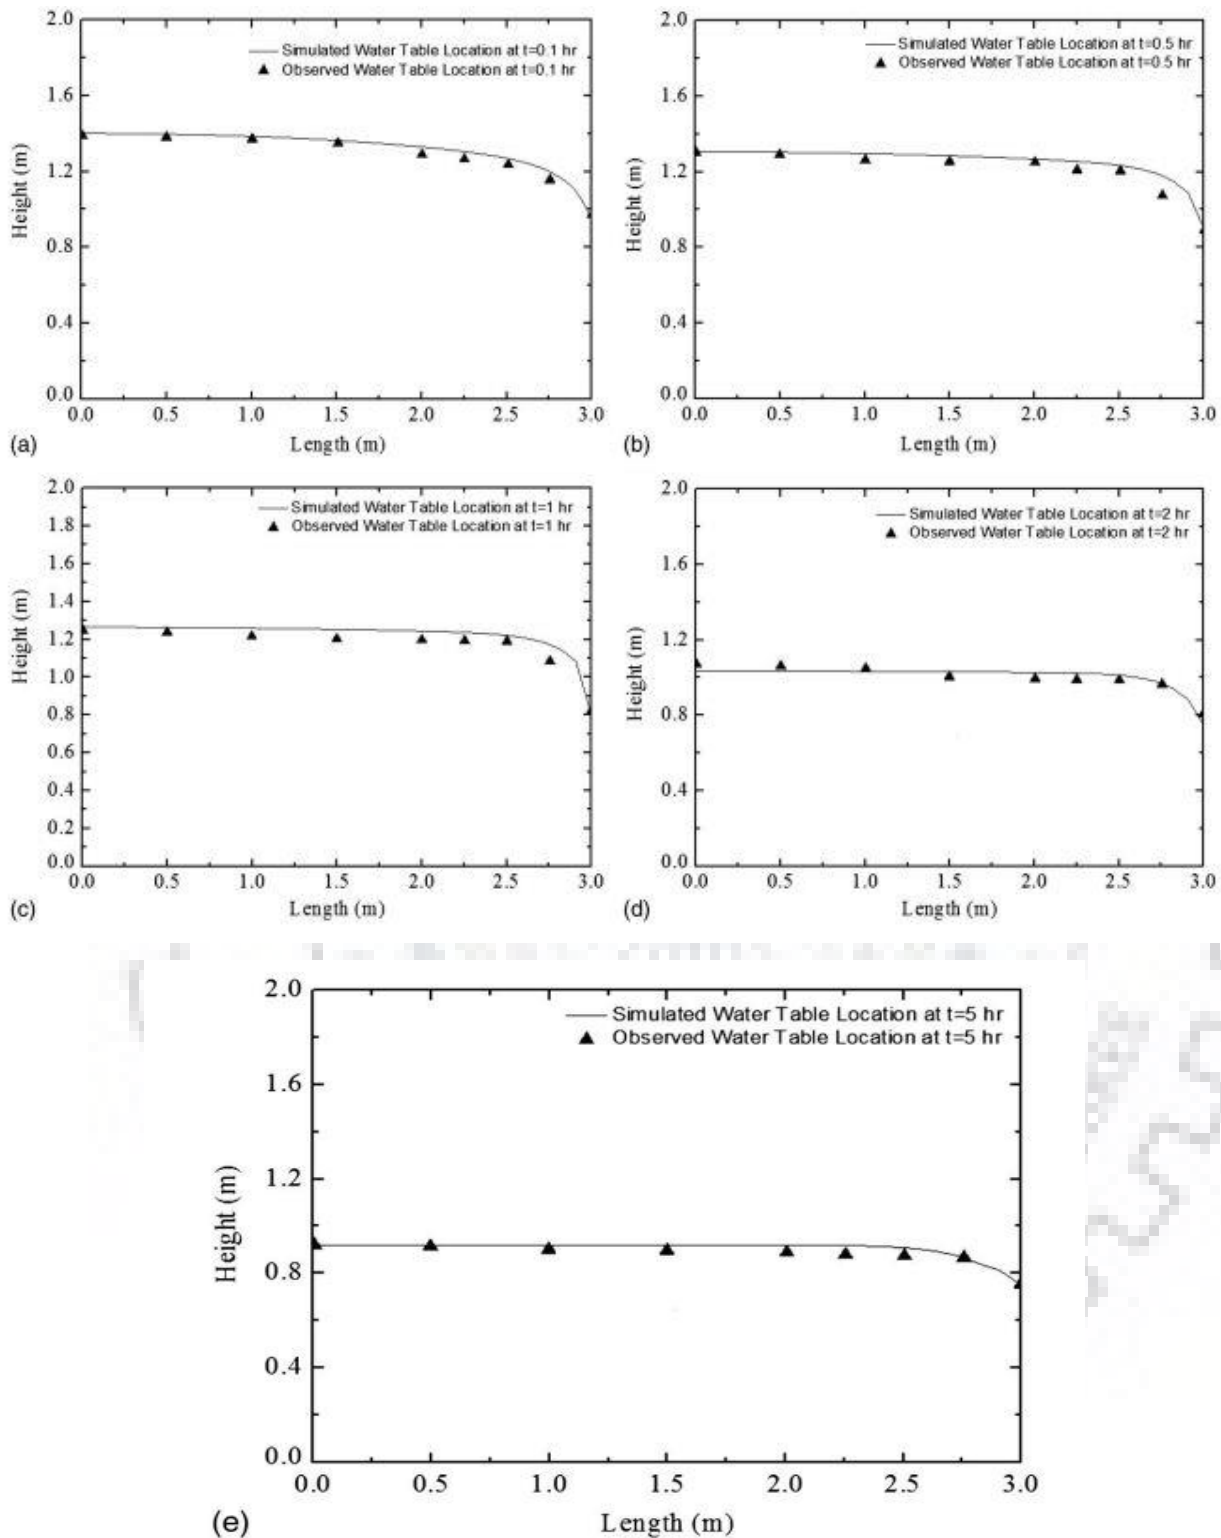 2.0
Simulated Water Table Location at t=0.1 hr
Observed Water Table Location at t=0.1 hr
1.6
1.2
0.8
0.4
0.0
Height (m)
0.0 0.5 1.0 1.5 2.0 2.5 3.0
Length (m)
(a)
2.0
Simulated Water Table Location at t=0.5 hr
Observed Water Table Location at t=0.5 hr
1.6
1.2
0.8
0.4
0.0
Height (m)
0.0 0.5 1.0 1.5 2.0 2.5 3.0
Length (m)
(b)
2.0
Simulated Water Table Location at t=1 hr
Observed Water Table Location at t=1 hr
1.8
1.6
1.4
1.2
1.0
0.8
0.6
0.4
0.2
0.0
Height (m)
0.0 0.5 1.0 1.5 2.0 2.5 3.0
Length (m)
(c)
2.0
Simulated Water Table Location at t=2 hr
Observed Water Table Location at t=2 hr
1.6
1.2
0.8
0.4
0.0
Height (m)
0.0 0.5 1.0 1.5 2.0 2.5 3.0
Length (m)
(d)
2.0
Simulated Water Table Location at t=5 hr
Observed Water Table Location at t=5 hr
1.6
1.2
0.8
0.4
0.0
Height (m)
0.0 0.5 1.0 1.5 2.0 2.5 3.0
Length (m)
(e)